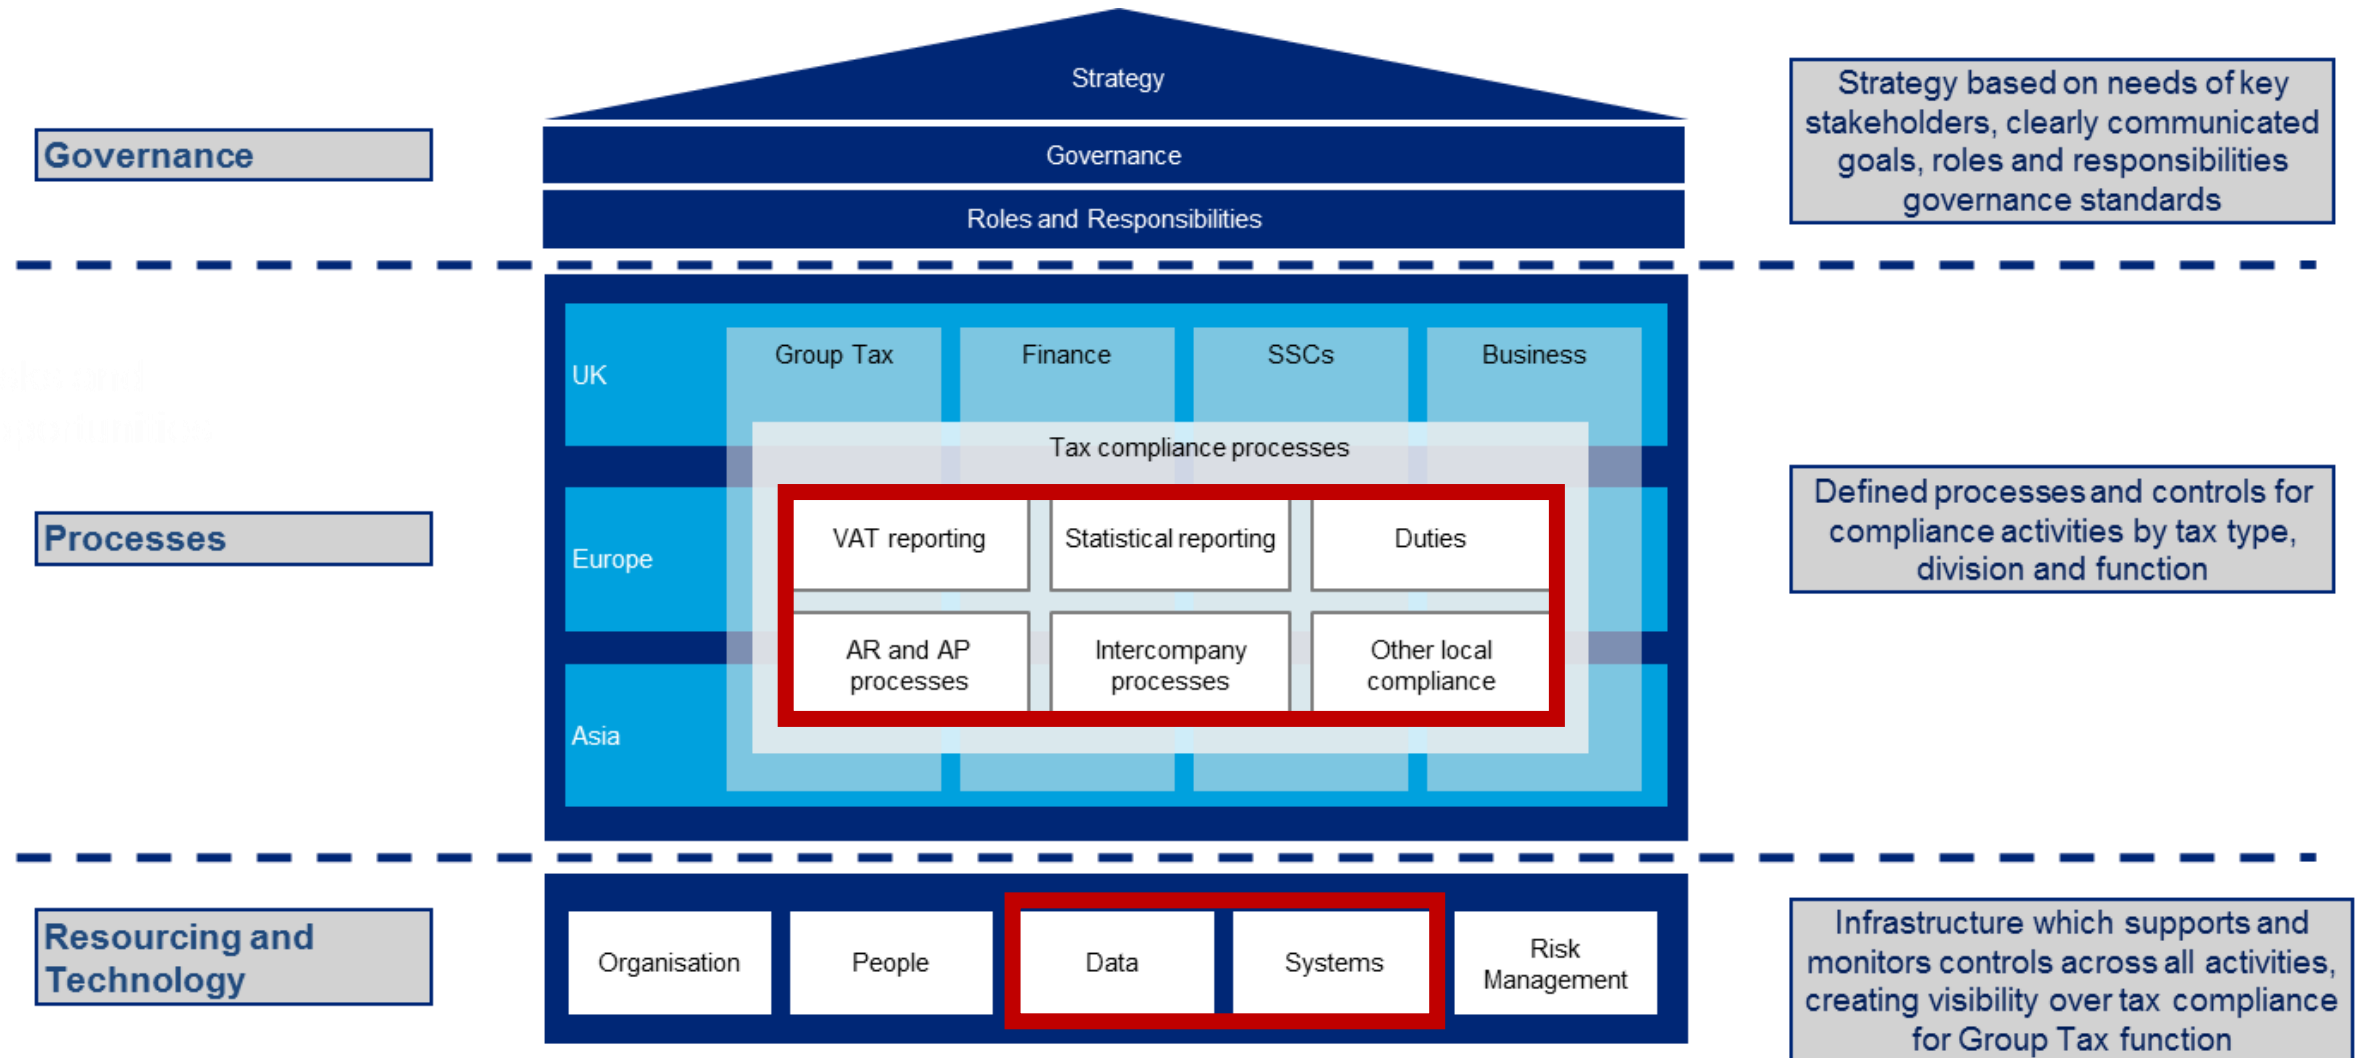 Strategy
Governance
Governance
Roles and Responsibilities
Strategy based on needs of key
stakeholders, clearly communicated
goals, roles and responsibilities
governance standards
Processes
UK
Europe
Asia
Group Tax
Finance
SSCs
Business
Tax compliance processes
VAT reporting
Statistical reporting
Duties
AR and AP
processes
Intercompany
processes
Other local
compliance
Defined processes and controls for
compliance activities by tax type,
division and function
Resourcing and
Technology
Organisation
People
Data
Systems
Risk
Management
Infrastructure which supports and
monitors controls across all activities,
creating visibility over tax compliance
for Group Tax function